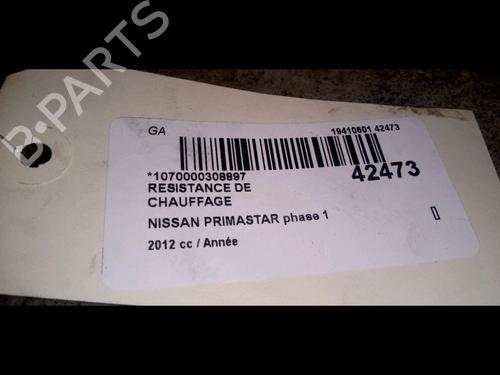 B-PARTS
GA
19410601 42473
*1070000308897
42473
RESISTANCE DE
CHAUFFAGE
NISSAN PRIMASTAR phase 1
2012 cc / Année